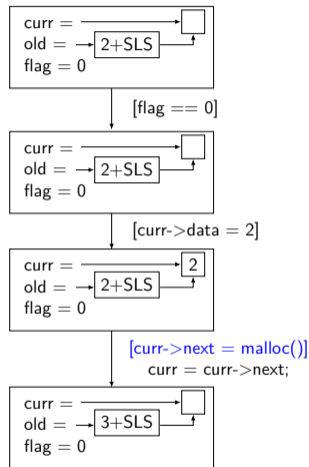 curr =
old = 2+SLS
flag = 0
[flag == 0]
curr =
old = 2+SLS
flag = 0
[curr->data = 2]
curr = 2
old = 2+SLS
flag = 0
[curr->next = malloc()]
curr = curr->next;
curr =
old = 3+SLS
flag = 0